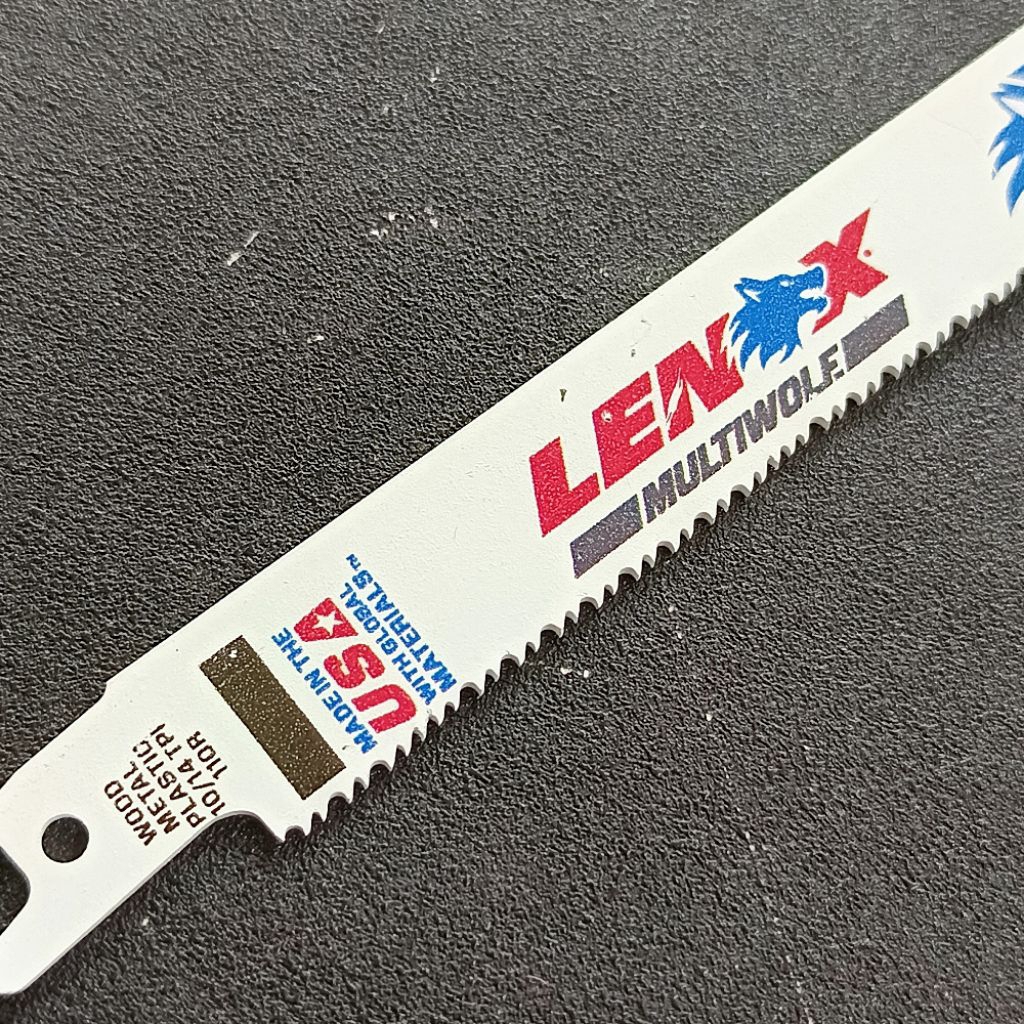 LENOX
MULTIWOLF
MADE IN THE
USA
WITH GLOBAL
MATERIALS™
WOOD
METAL
PLASTIC
10/14 TPI
110R